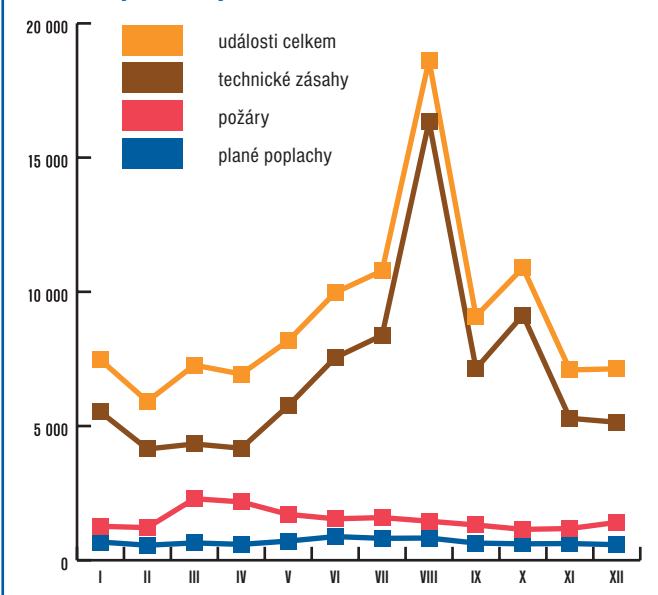 20 000
události celkem
technické zásahy
15 000
požáry
plané poplachy
10 000
5 000
0
I II III IV V VI VII VIII IX X XI XII